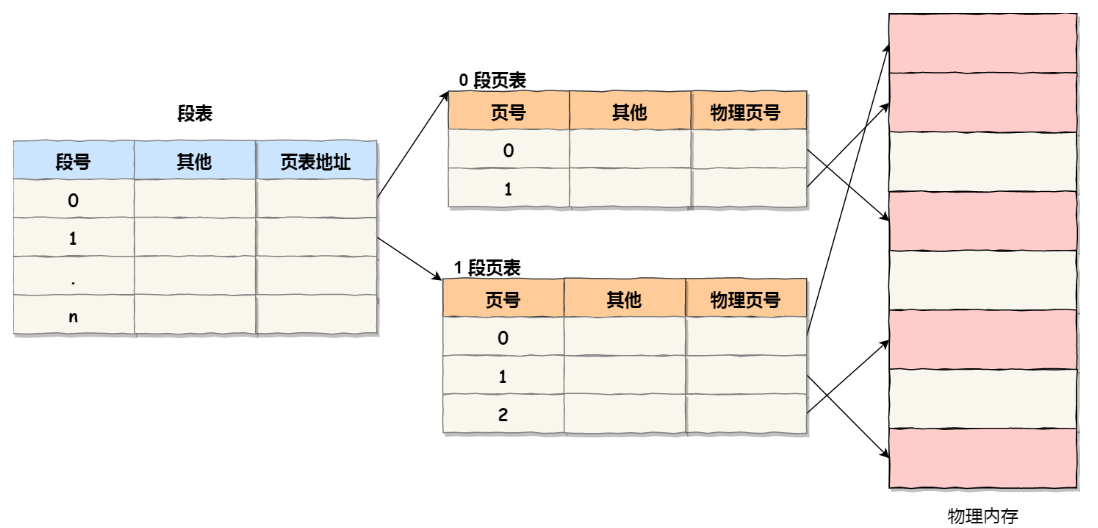 段表
段号 其他 页表地址
0
1
.
n
0 段页表
页号 其他 物理页号
0
1
1 段页表
页号 其他 物理页号
0
1
2
物理内存